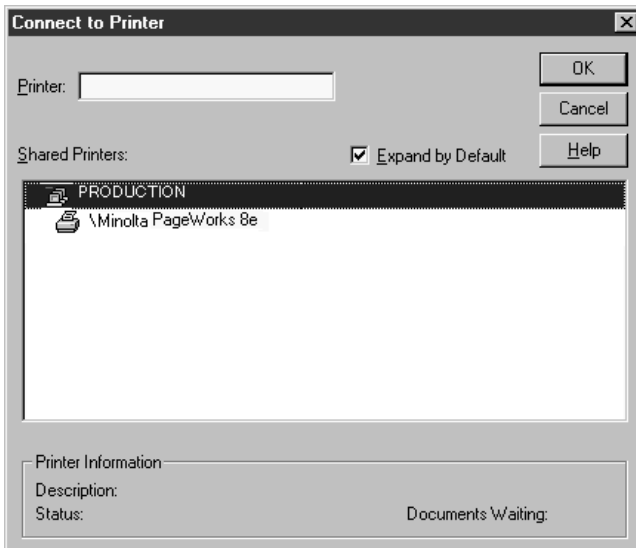 Connect to Printer
Printer:
OK
Cancel
Shared Printers:
Expand by Default
Help
PRODUCTION
\Minolta PageWorks 8e
Printer Information
Description:
Status:
Documents Waiting: